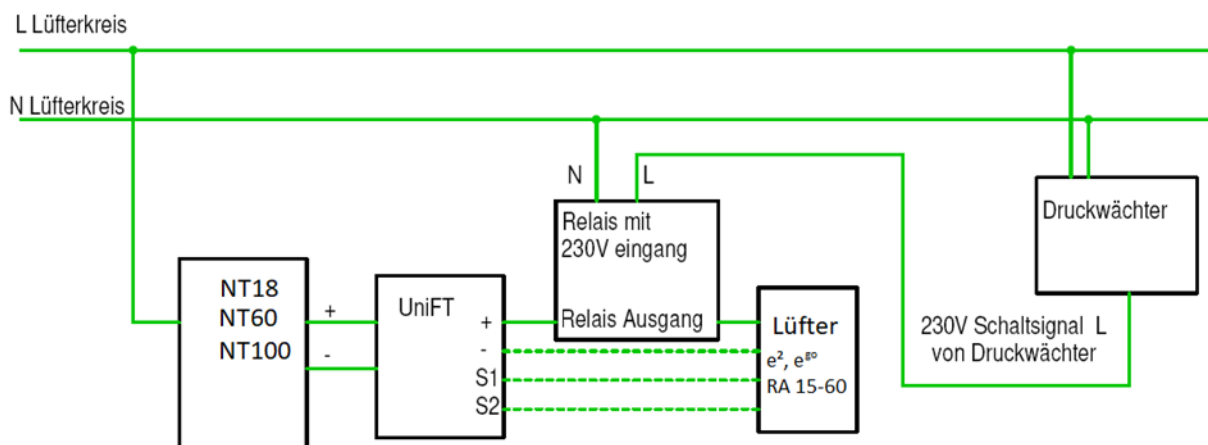 L Lüfterkreis
N Lüfterkreis
N
L
Relais mit
230V eingang
Relais Ausgang
Druckwächter
NT18
NT60
NT100
+
-
UniFT
+
-
S1
S2
Lüfter
e², eᵍᵒ
RA 15-60
230V Schaltsignal L
von Druckwächter